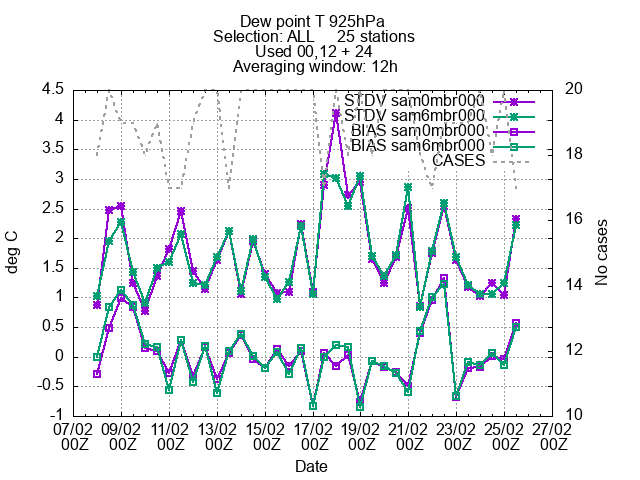 Dew point T 925hPa
Selection: ALL     25 stations
Used 00,12 + 24
Averaging window: 12h
STDV sam0mbr000
STDV sam6mbr000
BIAS sam0mbr000
BIAS sam6mbr000
CASES
deg C
4.5
4
3.5
3
2.5
2
1.5
1
0.5
0
-0.5
-1
20
18
16
14
12
10
No cases
07/02 09/02 11/02 13/02 15/02 17/02 19/02 21/02 23/02 25/02 27/02
00Z 00Z 00Z 00Z 00Z 00Z 00Z 00Z 00Z 00Z 00Z
Date